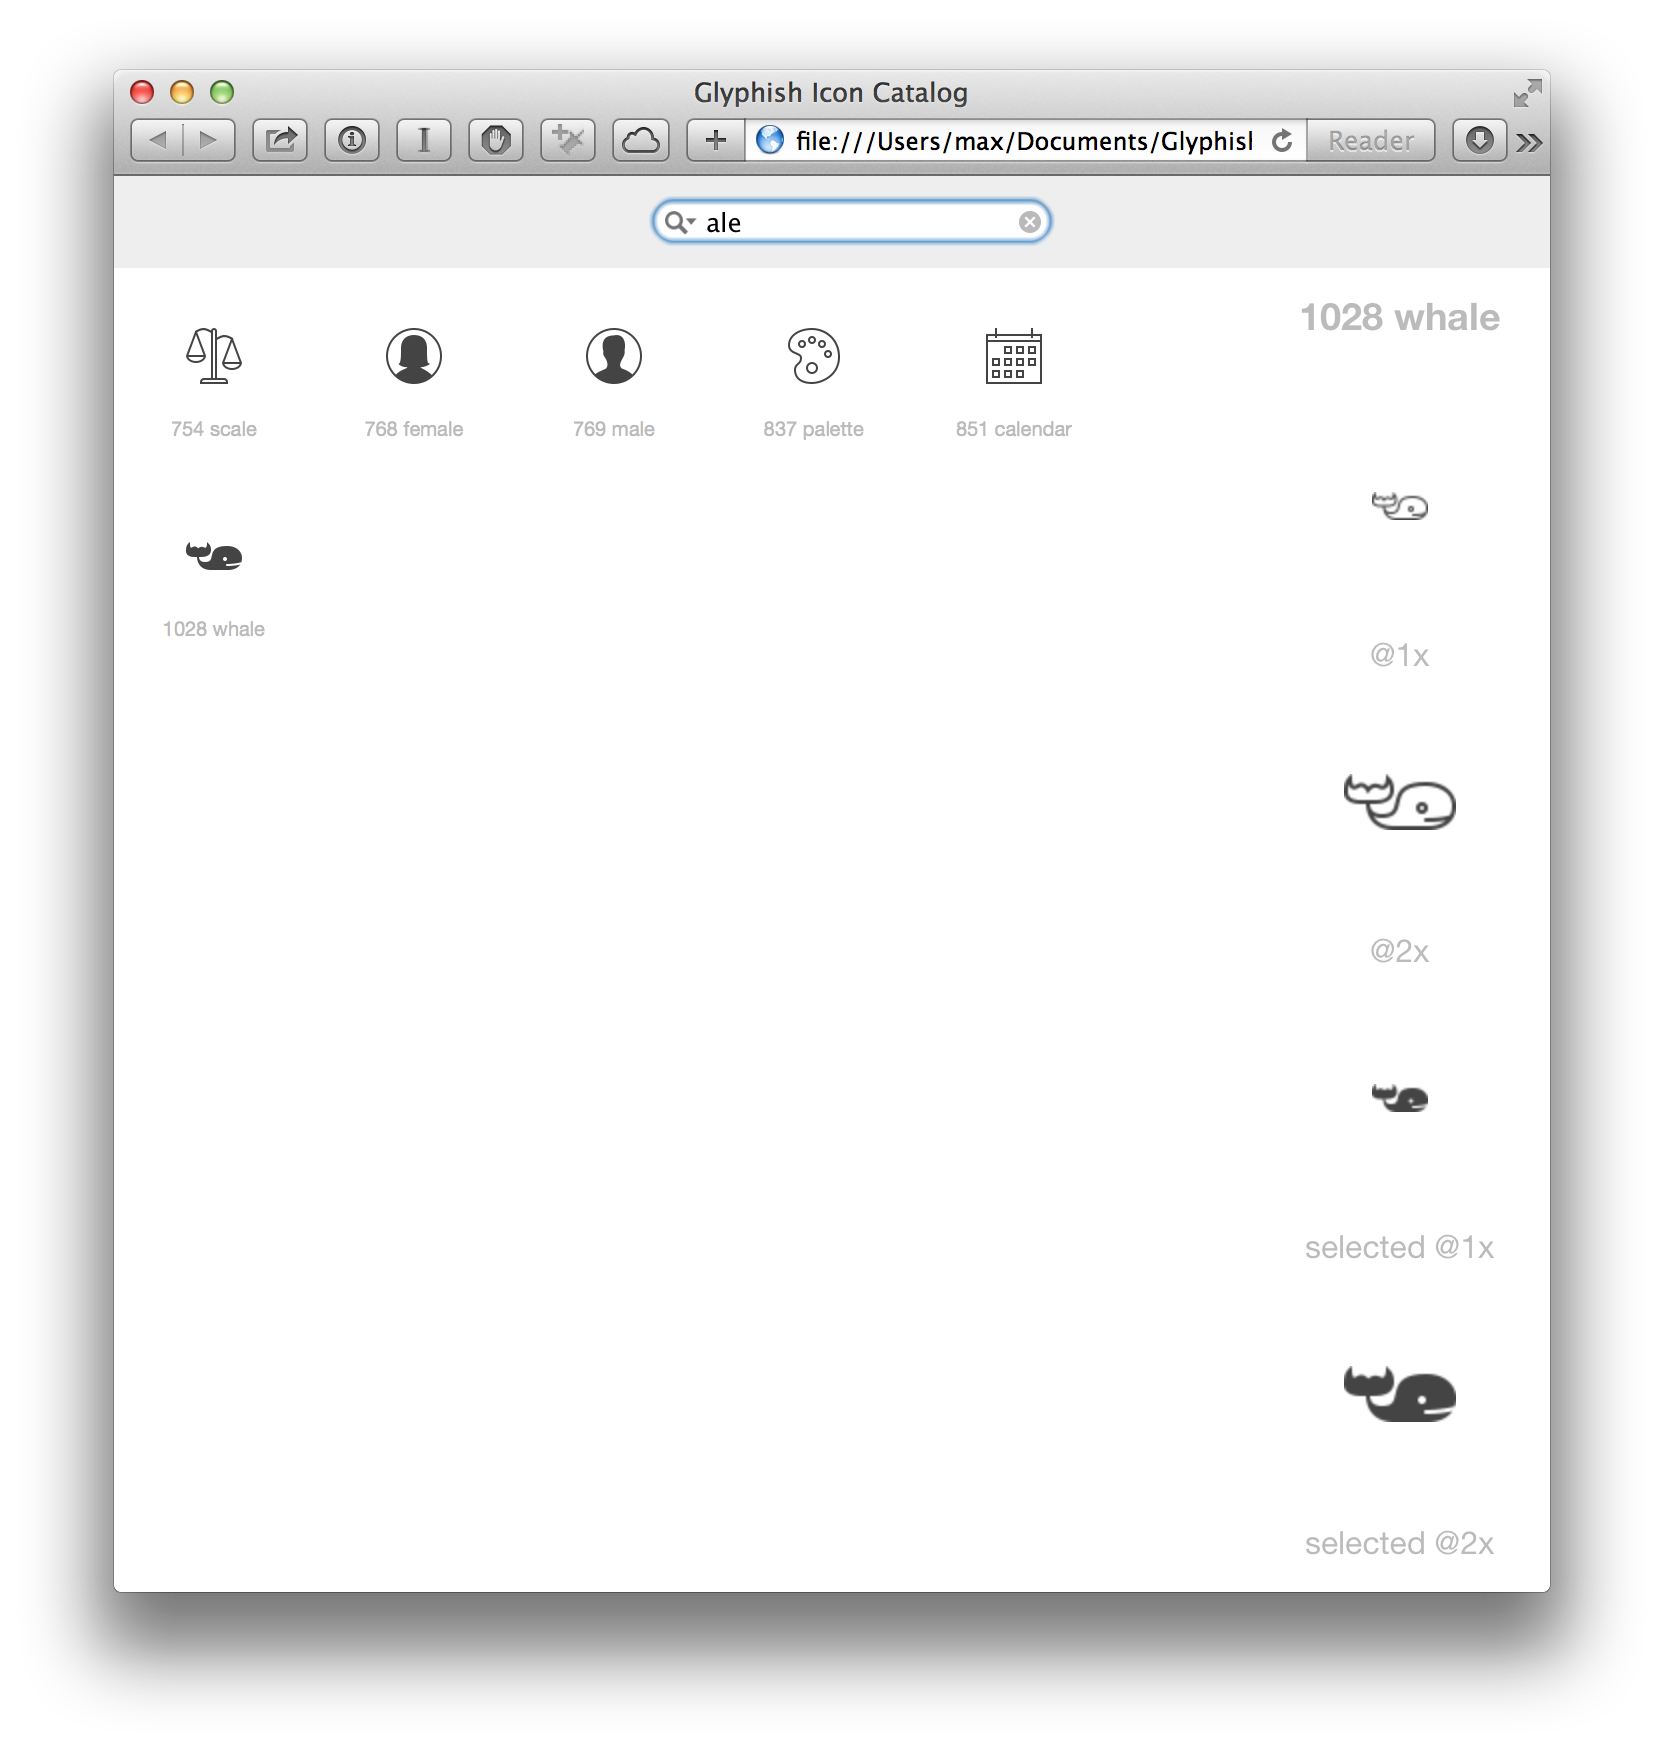 Glyphish Icon Catalog
file:///Users/max/Documents/Glyphisl
Reader
ale
754 scale
768 female
769 male
837 palette
851 calendar
1028 whale
1028 whale
@1x
@2x
selected @1x
selected @2x